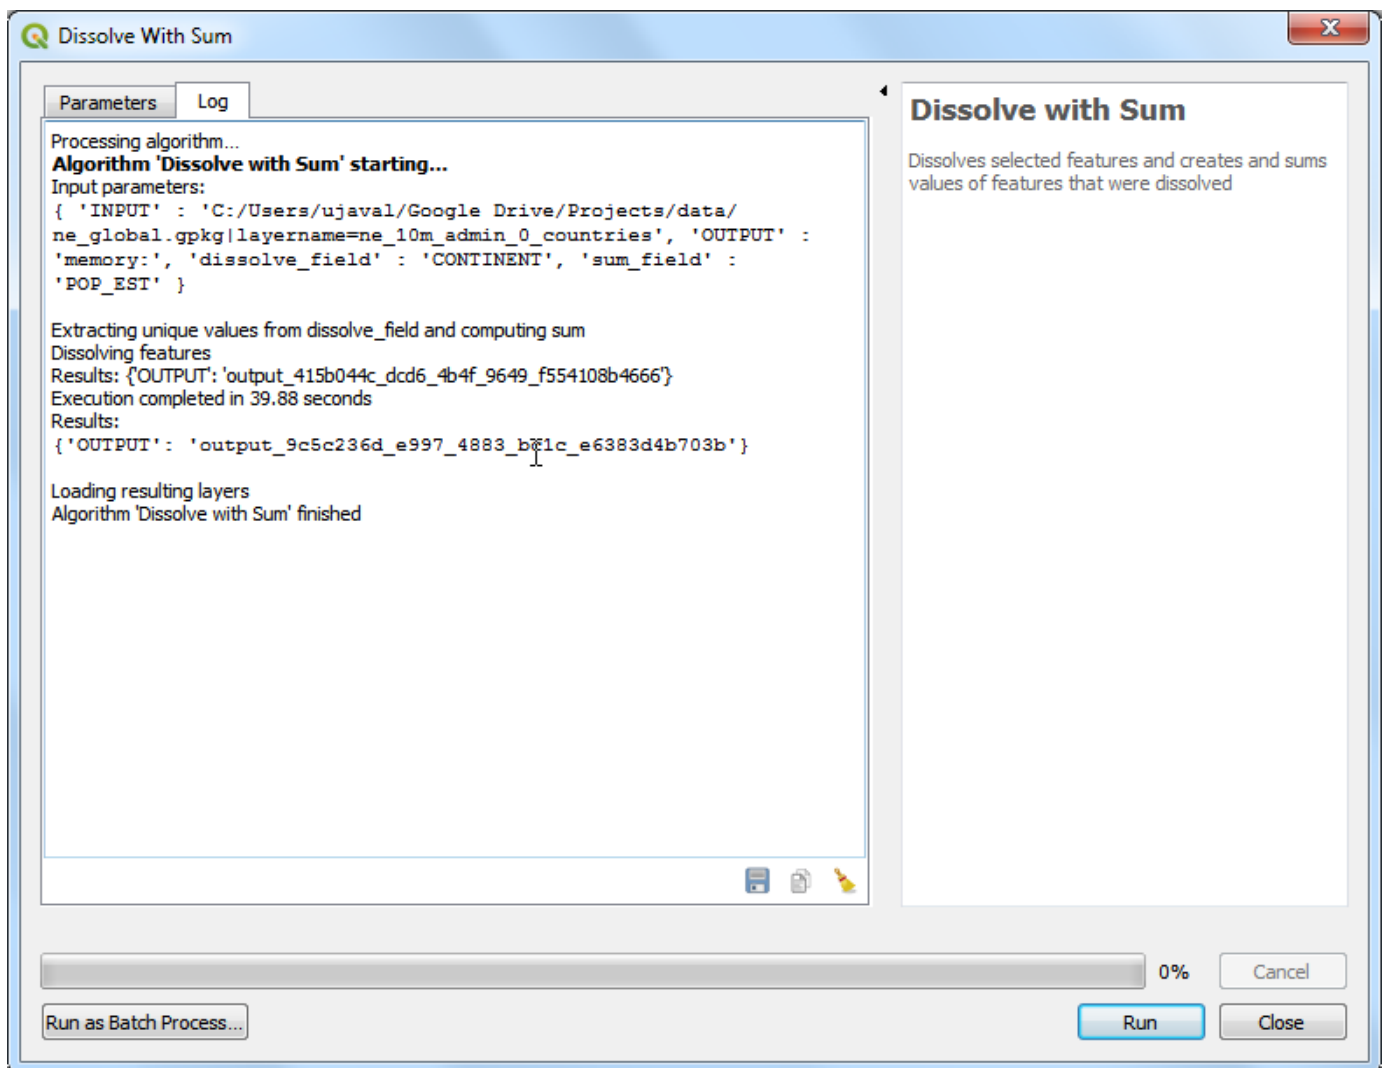 Dissolve With Sum
Parameters
Log
Processing algorithm...
Algorithm 'Dissolve with Sum' starting...
Input parameters:
{ 'INPUT' : 'C:/Users/ujaval/Google Drive/Projects/data/
ne_global.gpkg|layername=ne_10m_admin_0_countries', 'OUTPUT' :
'memory:', 'dissolve_field' : 'CONTINENT', 'sum_field' :
'POP_EST' }
Extracting unique values from dissolve_field and computing sum
Dissolving features
Results: {'OUTPUT': 'output_415b044c_dcd6_4b4f_9649_f554108b4666'}
Execution completed in 39.88 seconds
Results:
{'OUTPUT':
Loading resulting layers
Algorithm 'Dissolve with Sum' finished
Dissolve with Sum
Dissolves selected features and creates and sums
values of features that were dissolved
0%
Cancel
Run as Batch Process...
Run
Close